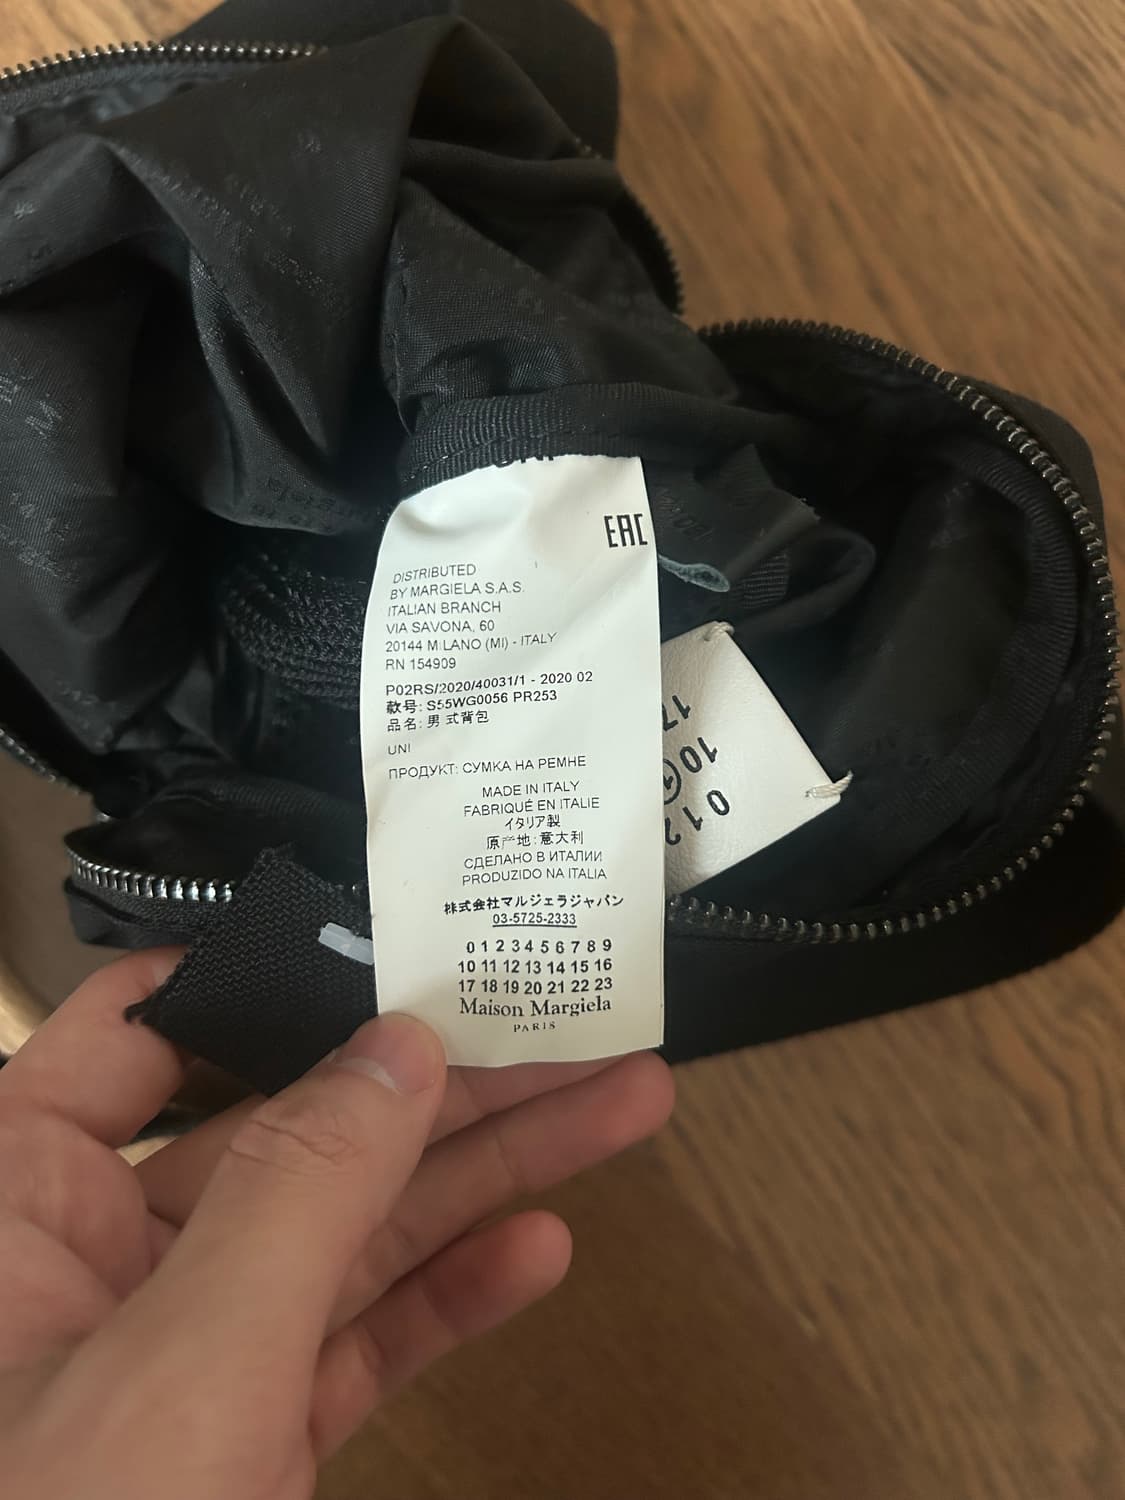 EAC
DISTRIBUTED
BY MARGIELA S.A.S.
ITALIAN BRANCH
VIA SAVONA, 60
20144 MILANO (MI) - ITALY
RN 154909
P02RS/2020/40031/1 - 2020 02
款号: S55WG0056 PR253
品名: 男式背包
UNI
ПРОДУКТ: СУМКА НА РЕМНЕ
MADE IN ITALY
FABRIQUÉ EN ITALIE
イタリア製
原产地: 意大利
СДЕЛАНО В ИТАЛИИ
PRODUZIDO NA ITALIA
株式会社マルジェラジャパン
03-5725-2333
0 1 2 3 4 5 6 7 8 9
10 11 12 13 14 15 16
17 18 19 20 21 22 23
Maison Margiela
PARIS
0 1 2
10
17